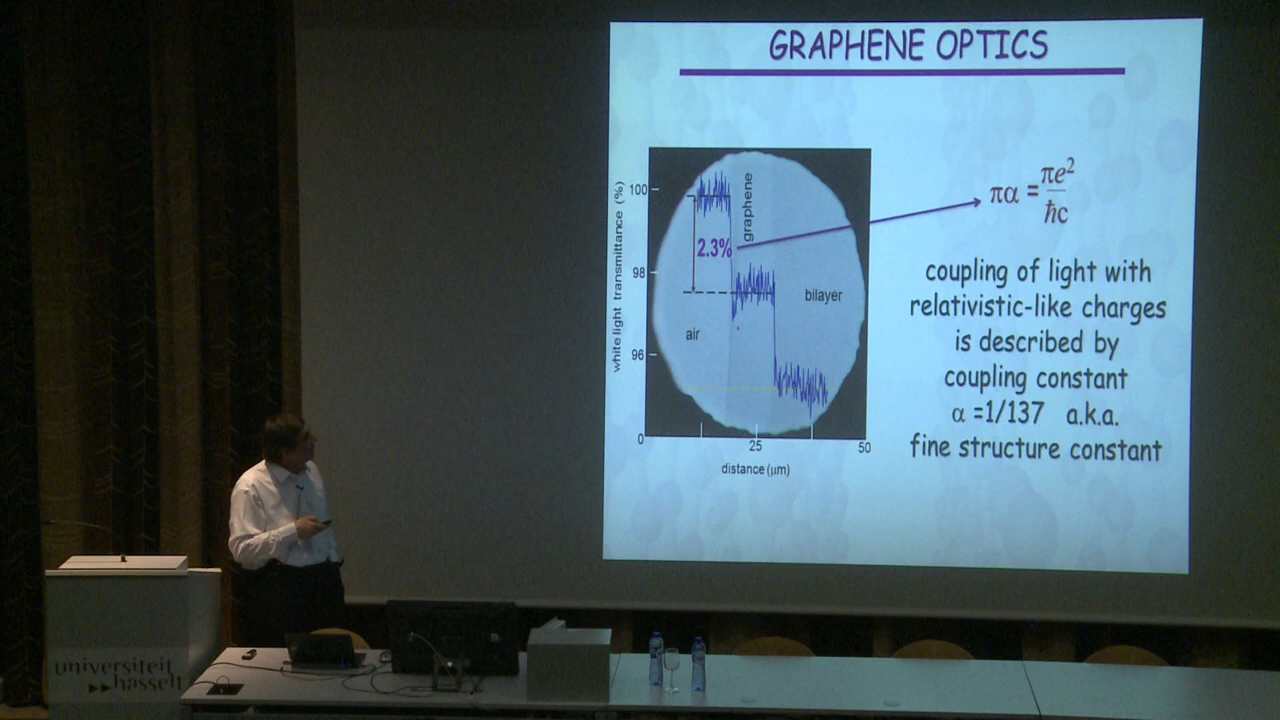 GRAPHENE OPTICS
white light transmittance (%)
100
98
96
0
graphene
2.3%
air
bilayer
25
50
distance (μm)
πα = πe²
ħc
coupling of light with
relativistic-like charges
is described by
coupling constant
α =1/137 a.k.a.
fine structure constant
universiteit
▸▸hasselt